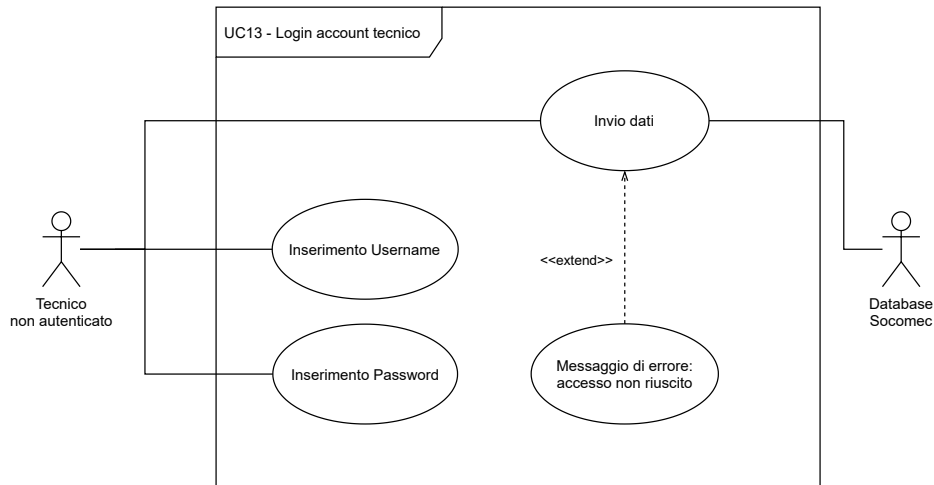 UC13 - Login account tecnico
Invio dati
Inserimento Username
<<extend>>
Tecnico
non autenticato
Database
Socomec
Inserimento Password
Messaggio di errore:
accesso non riuscito